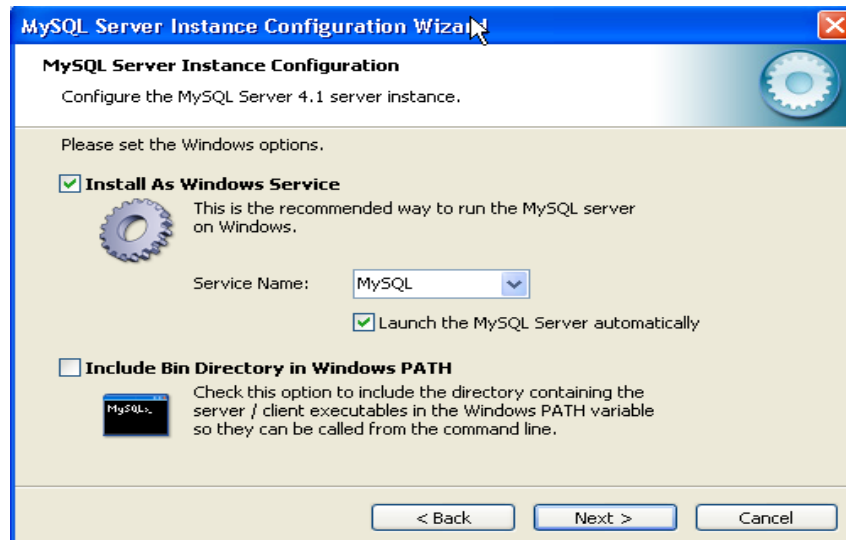 MySQL Server Instance Configuration Wizard
MySQL Server Instance Configuration
Configure the MySQL Server 4.1 server instance.
Please set the Windows options.
Install As Windows Service
This is the recommended way to run the MySQL server
on Windows.
Service Name: MySQL
Launch the MySQL Server automatically
Include Bin Directory in Windows PATH
Check this option to include the directory containing the
server / client executables in the Windows PATH variable
so they can be called from the command line.
MySQL>_
< Back Next > Cancel